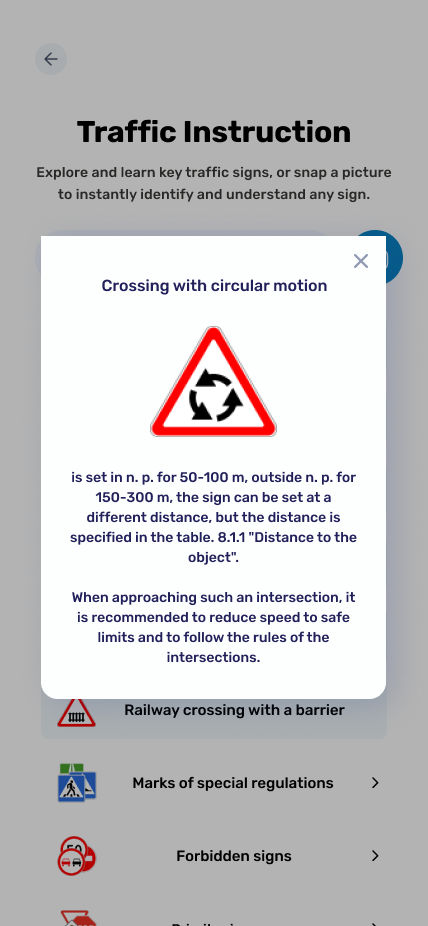 Traffic Instruction
Explore and learn key traffic signs, or snap a picture
to instantly identify and understand any sign.
Crossing with circular motion
is set in n. p. for 50-100 m, outside n. p. for
150-300 m, the sign can be set at a
different distance, but the distance is
specified in the table. 8.1.1 "Distance to the
object".
When approaching such an intersection, it
is recommended to reduce speed to safe
limits and to follow the rules of the
intersections.
Railway crossing with a barrier
Marks of special regulations
50
Forbidden signs